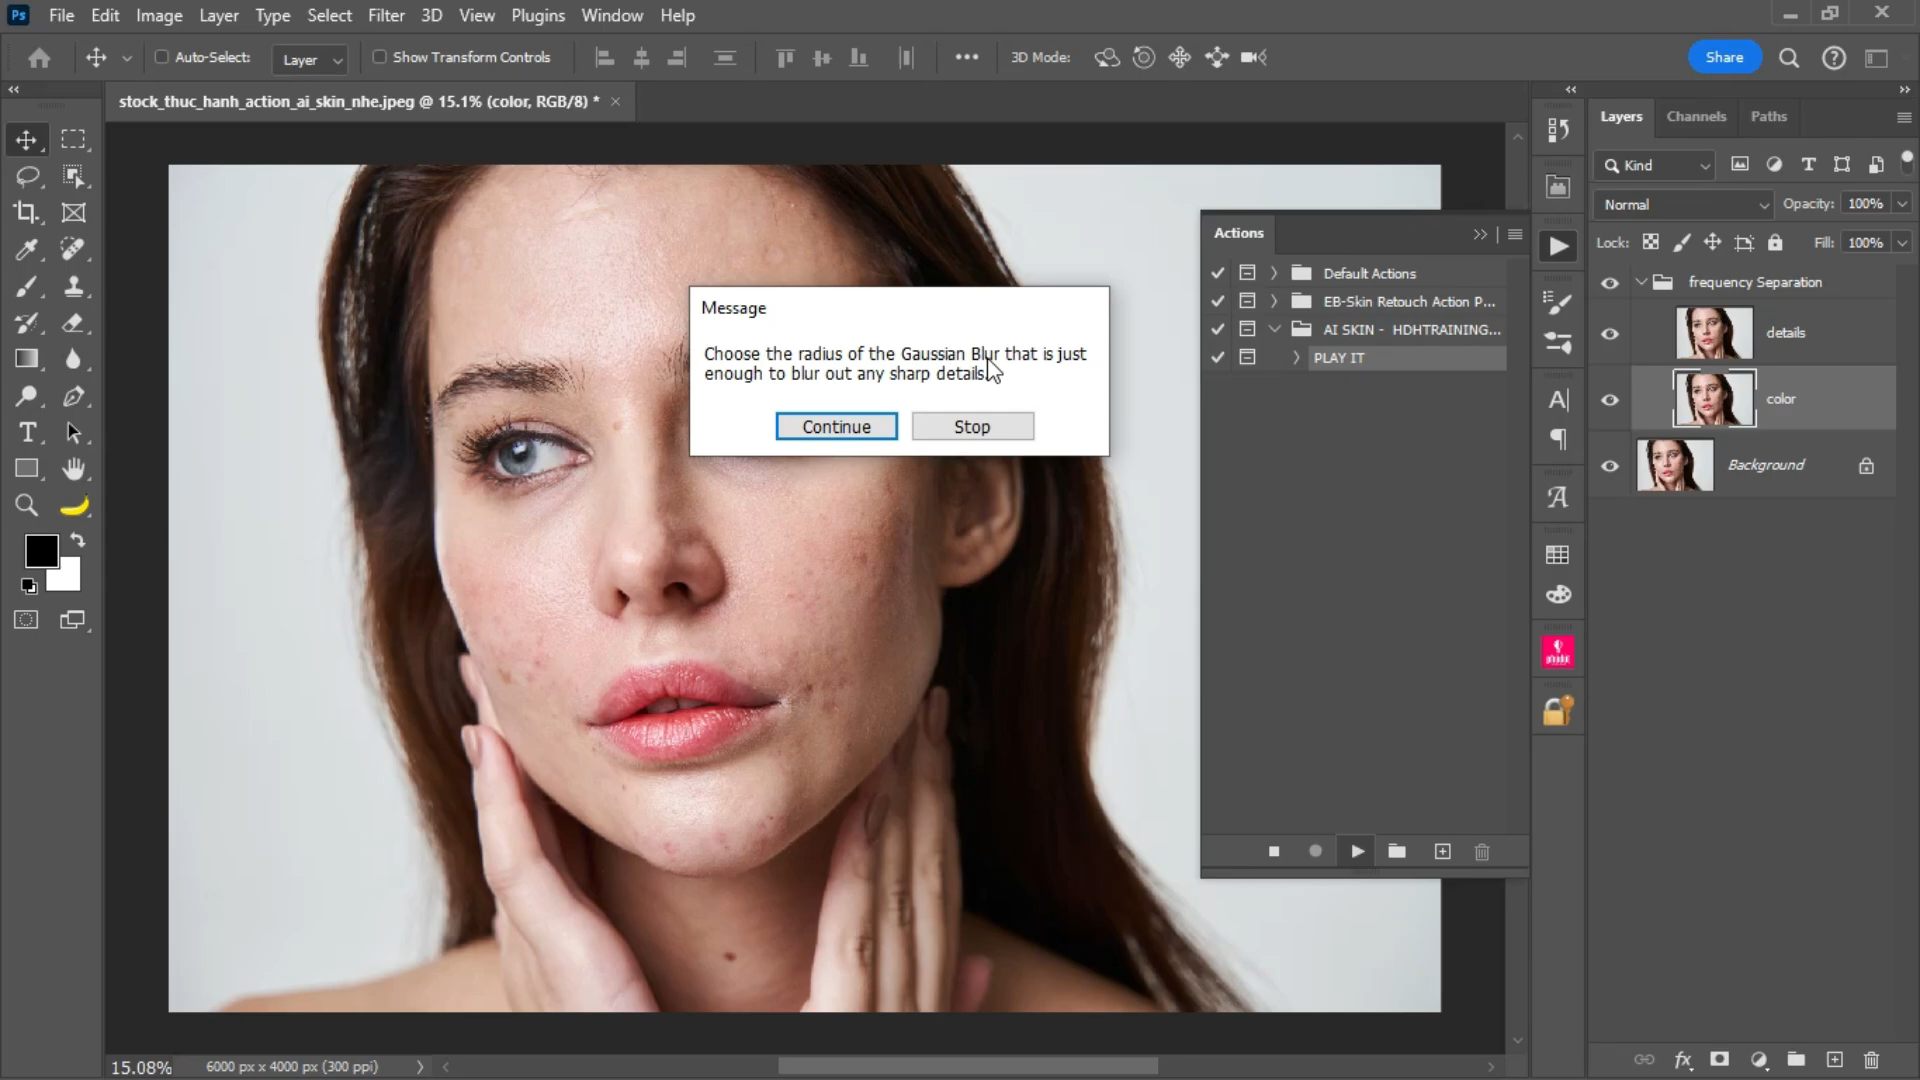 Ps File Edit Image Layer Type Select Filter 3D View Plugins Window Help
Auto-Select: Layer Show Transform Controls 3D Mode: Share
stock_thuc_hanh_action_ai_skin_nhe.jpeg @ 15.1% (color, RGB/8) *
Message
Choose the radius of the Gaussian Blur that is just
enough to blur out any sharp details.
Continue Stop
Actions
Default Actions
EB-Skin Retouch Action P...
AI SKIN - HDHTRAINING...
PLAY IT
Layers Channels Paths
Kind
Normal Opacity: 100%
Lock: Fill: 100%
frequency Separation
details
color
Background
15.08% 6000 px x 4000 px (300 ppi)